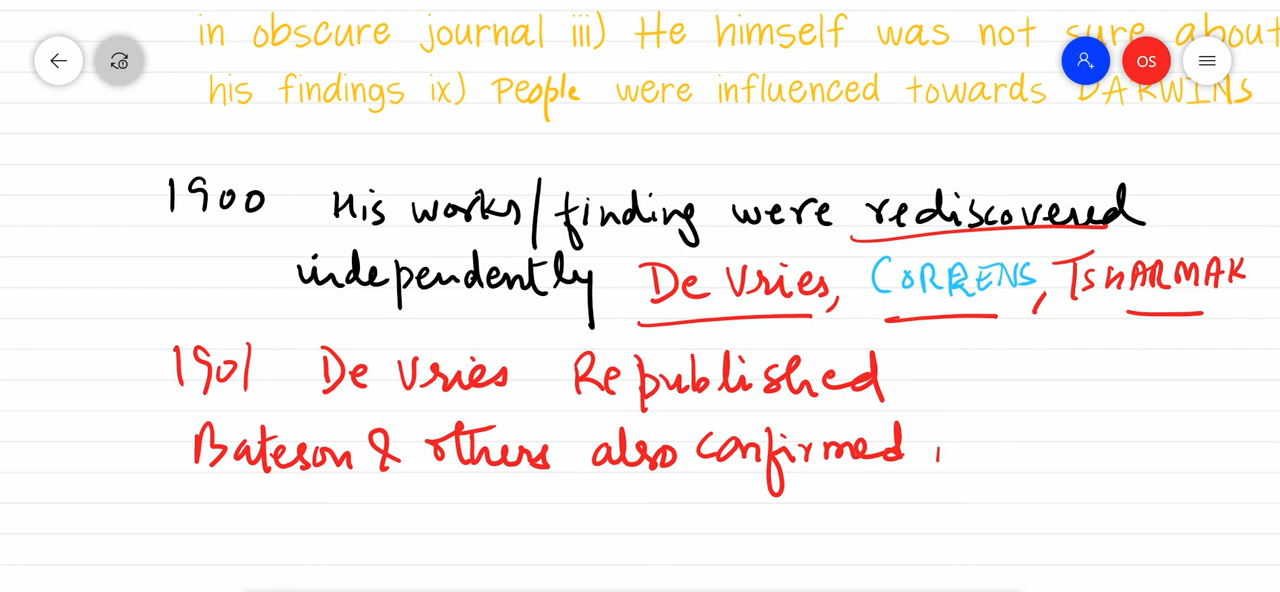 in obscure journal iii) He himself was not sure about
his findings ix) People were influenced towards DARWINS
OS
1900 His works/finding were rediscovered
independently De Vries, CORRENS, TSHARMAK
1901 De Vries Republished
Bateson & others also confirmed